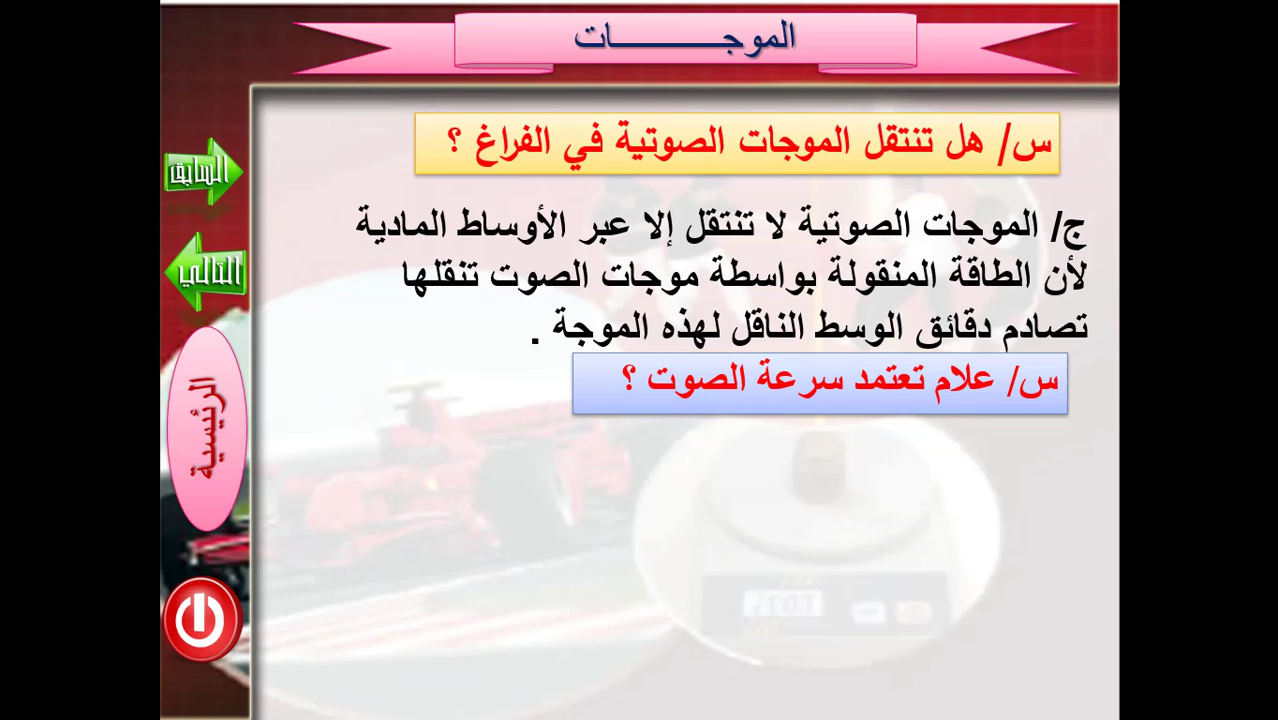 الموجـــــــــات
س/ هل تنتقل الموجات الصوتية في الفراغ ؟
ج/ الموجات الصوتية لا تنتقل إلا عبر الأوساط المادية
لأن الطاقة المنقولة بواسطة موجات الصوت تنقلها
تصادم دقائق الوسط الناقل لهذه الموجة .
س/ علام تعتمد سرعة الصوت ؟
السابق
التالي
الرئيسية